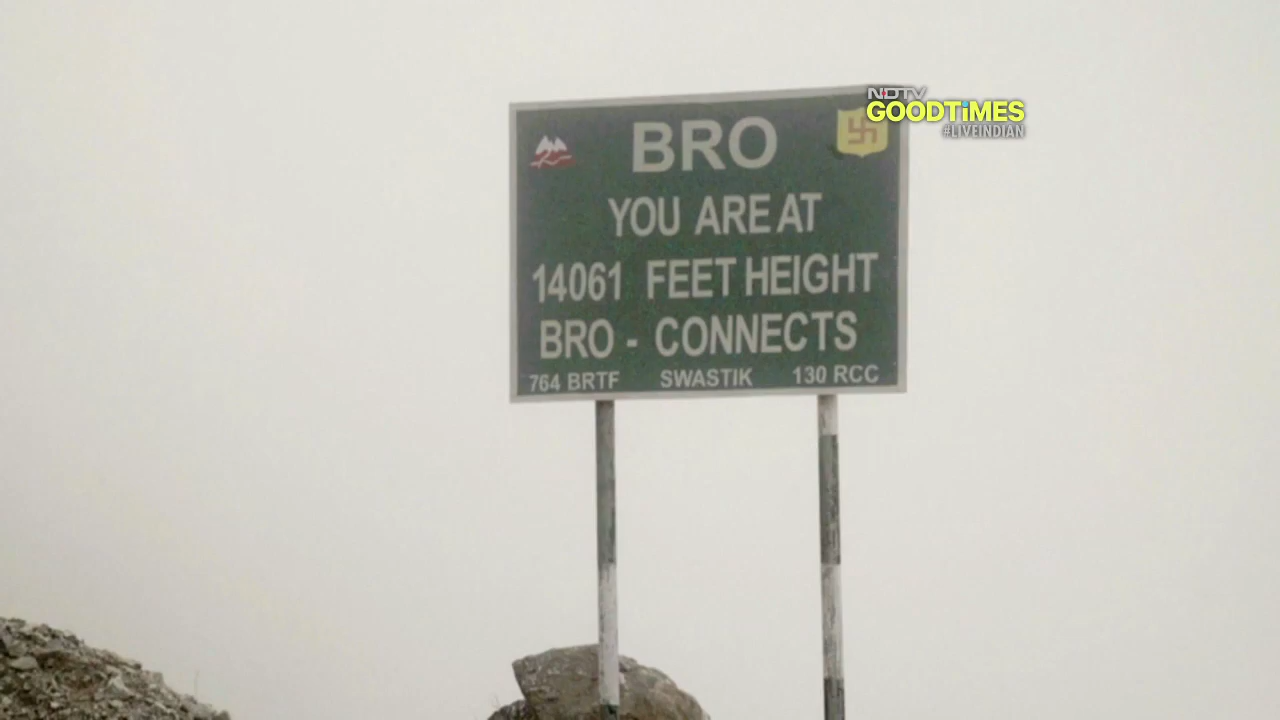 NDTV
GOODTiMES
#LIVEINDIAN
BRO
YOU ARE AT
14061 FEET HEIGHT
BRO - CONNECTS
764 BRTF SWASTIK 130 RCC